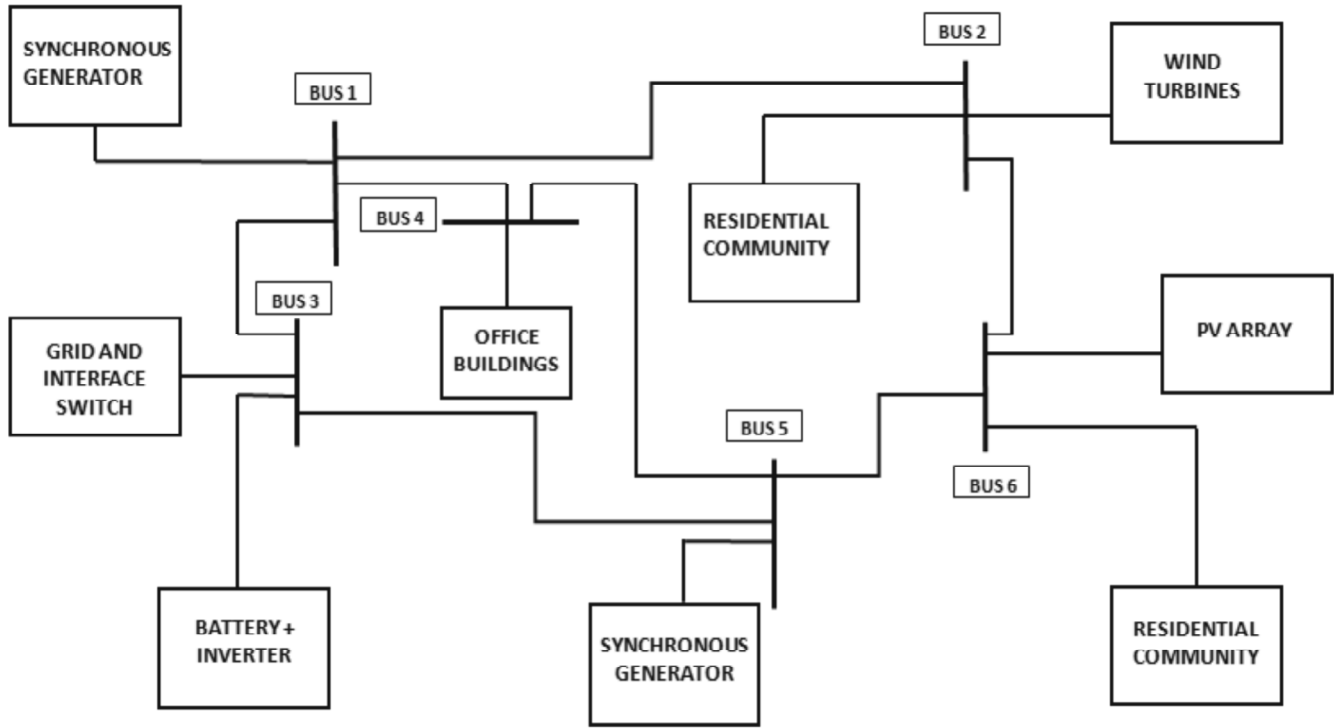 SYNCHRONOUS
GENERATOR
BUS 1
BUS 2
WIND
TURBINES
BUS 4
RESIDENTIAL
COMMUNITY
BUS 3
GRID AND
INTERFACE
SWITCH
OFFICE
BUILDINGS
PV ARRAY
BUS 5
BUS 6
BATTERY +
INVERTER
SYNCHRONOUS
GENERATOR
RESIDENTIAL
COMMUNITY